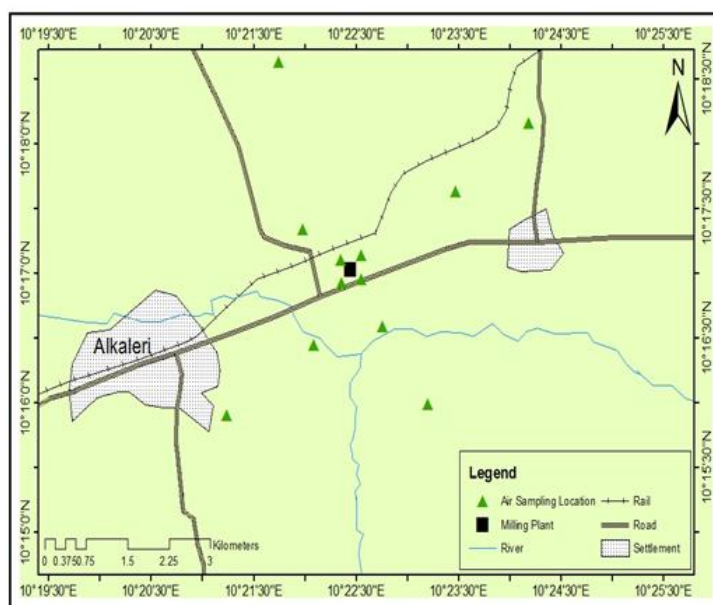 10°19'30"E 10°20'30"E 10°21'30"E 10°22'30"E 10°23'30"E 10°24'30"E 10°25'30"E
10°18'30"N
N
10°18'0"N
10°17'30"N
10°17'0"N
10°16'30"N
Alkaleri
10°16'0"N
10°15'30"N
Legend
Air Sampling Location
Rail
Milling Plant
Road
River
Settlement
10°15'0"N
Kilometers
0 0.3750.75 1.5 2.25 3
10°19'30"E 10°20'30"E 10°21'30"E 10°22'30"E 10°23'30"E 10°24'30"E 10°25'30"E